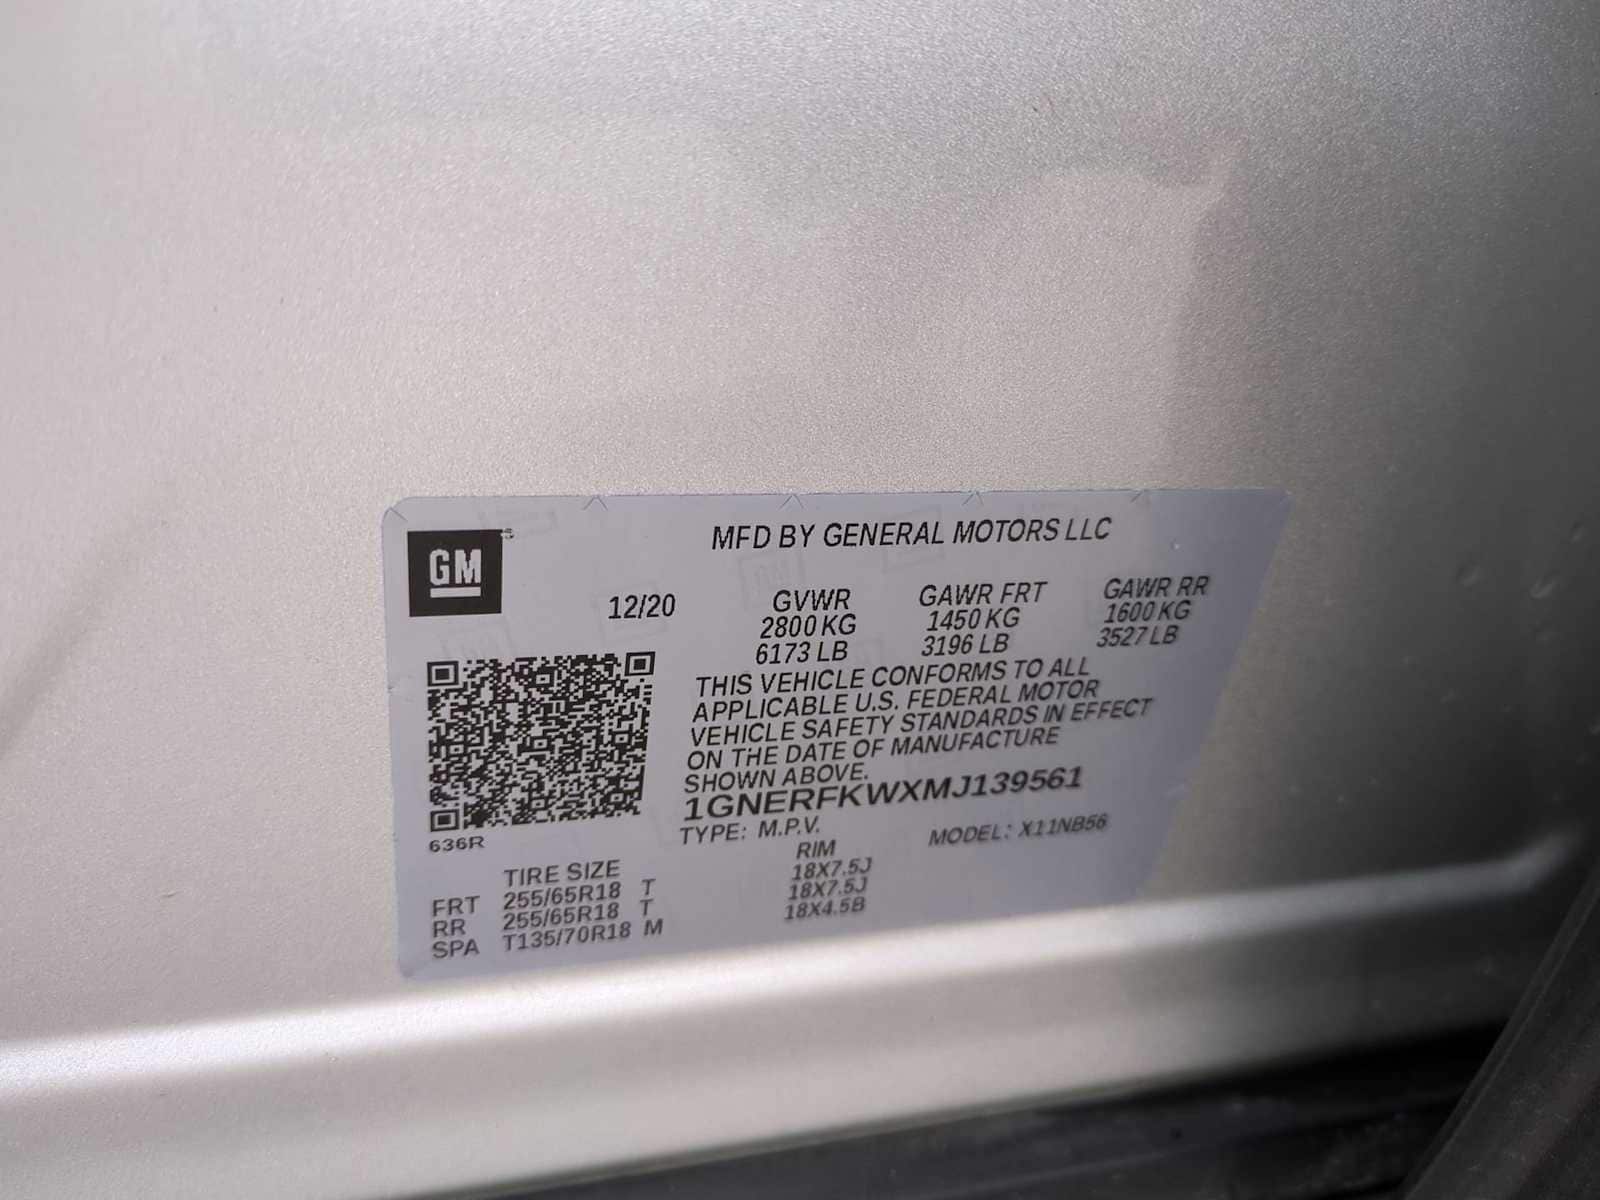 GM
MFD BY GENERAL MOTORS LLC
12/20 GVWR GAWR FRT GAWR RR
2800 KG 1450 KG 1600 KG
6173 LB 3196 LB 3527 LB
THIS VEHICLE CONFORMS TO ALL
APPLICABLE U.S. FEDERAL MOTOR
VEHICLE SAFETY STANDARDS IN EFFECT
ON THE DATE OF MANUFACTURE
SHOWN ABOVE.
1GNERFKWXMJ139561
636R
TYPE: M.P.V. MODEL: X11NB56
TIRE SIZE RIM
FRT 255/65R18 T 18X7.5J
RR 255/65R18 T 18X7.5J
SPA T135/70R18 M 18X4.5B